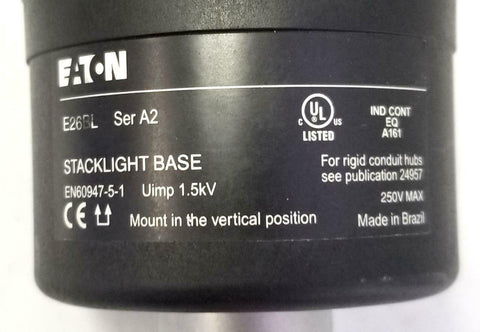 EATON
E26BL Ser A2
STACKLIGHT BASE
EN60947-5-1 Uimp 1.5kV
CE Mount in the vertical position
C UL US
LISTED
IND CONT
EQ
A161
For rigid conduit hubs
see publication 24957
250V MAX
Made in Brazil